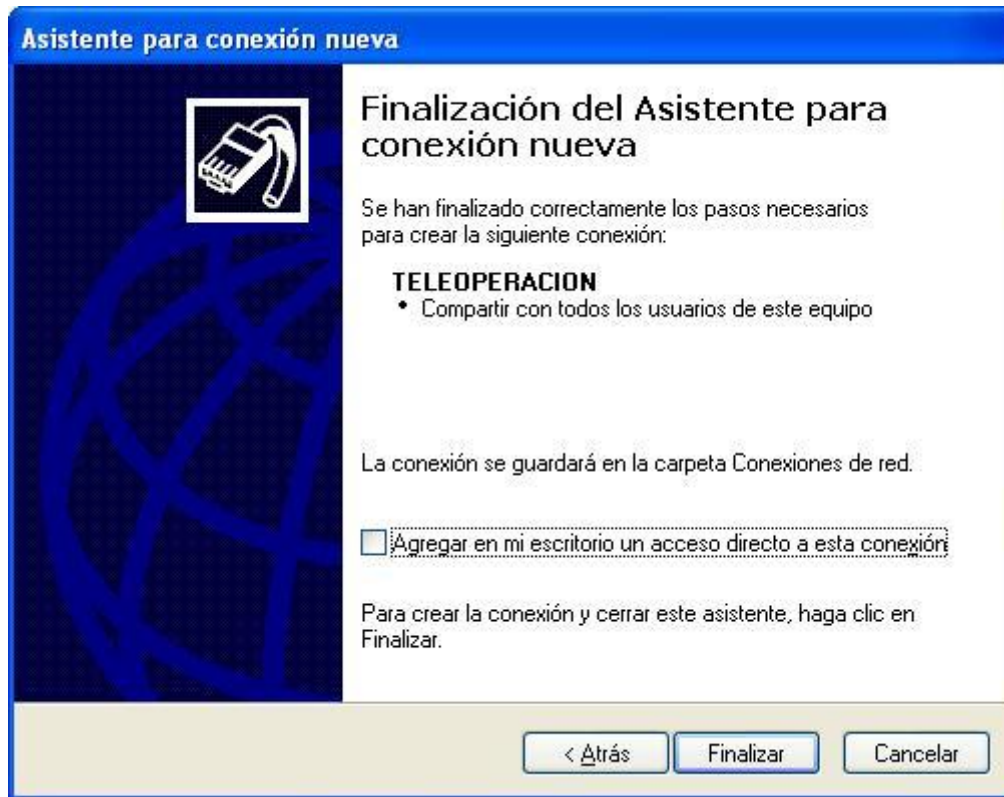 Asistente para conexión nueva
Finalización del Asistente para
conexión nueva
Se han finalizado correctamente los pasos necesarios
para crear la siguiente conexión:
TELEOPERACION
• Compartir con todos los usuarios de este equipo
La conexión se guardará en la carpeta Conexiones de red.
Agregar en mi escritorio un acceso directo a esta conexión
Para crear la conexión y cerrar este asistente, haga clic en
Finalizar.
< Atrás Finalizar Cancelar